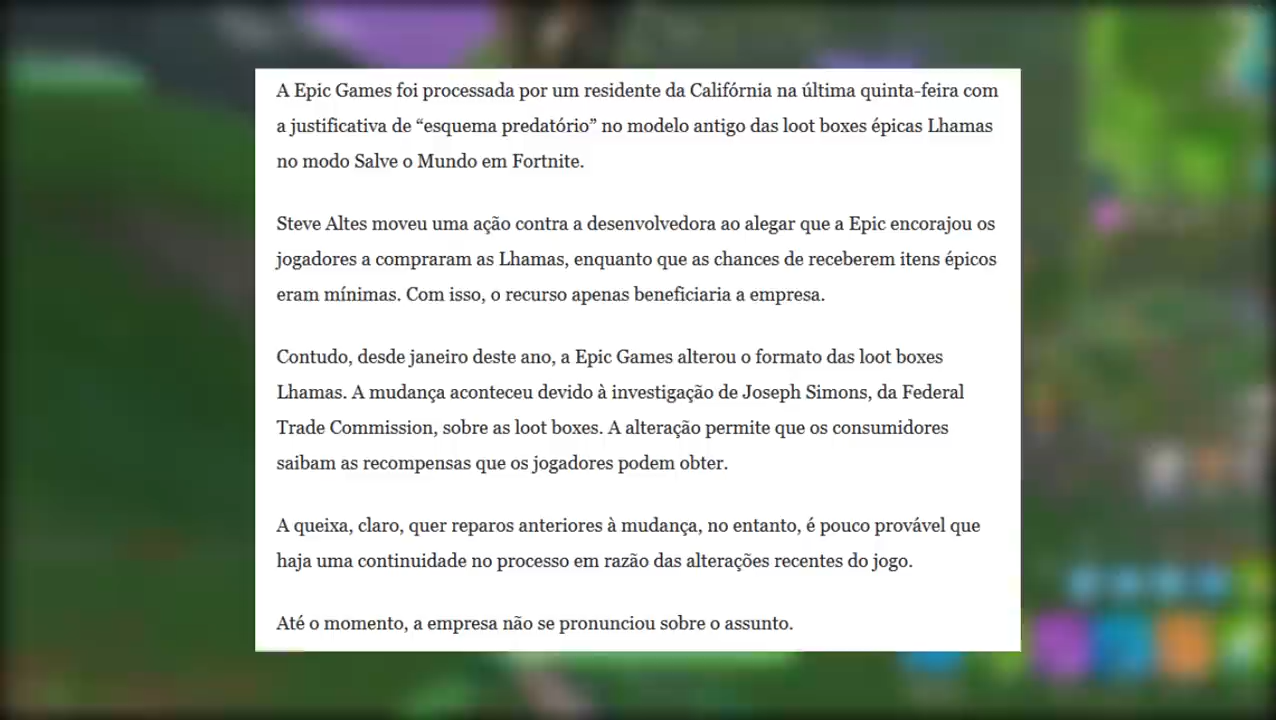 A Epic Games foi processada por um residente da Califórnia na última quinta-feira com
a justificativa de “esquema predatório” no modelo antigo das loot boxes épicas Lhamas
no modo Salve o Mundo em Fortnite.
Steve Altes moveu uma ação contra a desenvolvedora ao alegar que a Epic encorajou os
jogadores a compraram as Lhamas, enquanto que as chances de receberem itens épicos
eram mínimas. Com isso, o recurso apenas beneficiaria a empresa.
Contudo, desde janeiro deste ano, a Epic Games alterou o formato das loot boxes
Lhamas. A mudança aconteceu devido à investigação de Joseph Simons, da Federal
Trade Commission, sobre as loot boxes. A alteração permite que os consumidores
saibam as recompensas que os jogadores podem obter.
A queixa, claro, quer reparos anteriores à mudança, no entanto, é pouco provável que
haja uma continuidade no processo em razão das alterações recentes do jogo.
Até o momento, a empresa não se pronunciou sobre o assunto.